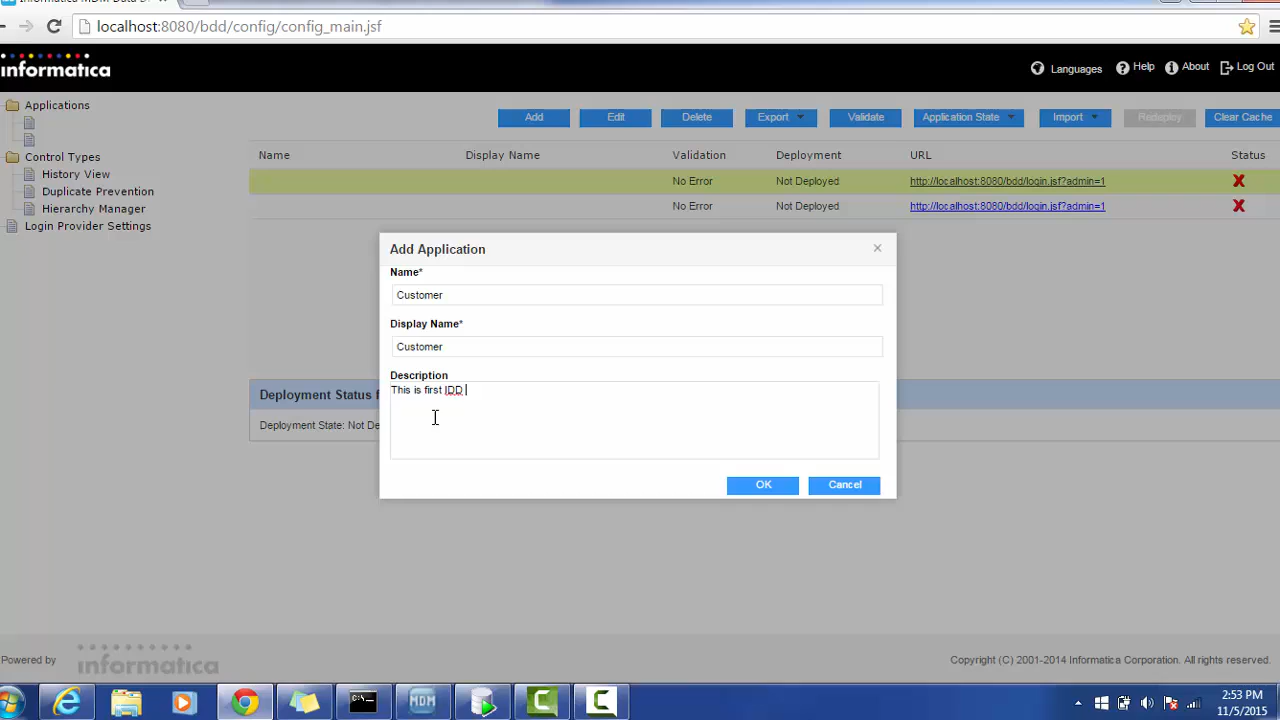 localhost:8080/bdd/config/config_main.jsf
informatica
Languages
Help
About
Log Out
Applications
Control Types
History View
Duplicate Prevention
Hierarchy Manager
Login Provider Settings
Add
Edit
Delete
Export
Validate
Application State
Import
Redeploy
Clear Cache
Name
Display Name
Validation
Deployment
URL
Status
No Error
Not Deployed
http://localhost:8080/bdd/login.jsf?admin=1
No Error
Not Deployed
http://localhost:8080/bdd/login.jsf?admin=1
Add Application
Name*
Customer
Display Name*
Customer
Description
This is first IDD
OK
Cancel
Deployment Status
Deployment State: Not De
Powered by
informatica
Copyright (C) 2001-2014 Informatica Corporation. All rights reserved.
MDM
2:53 PM
11/5/2015